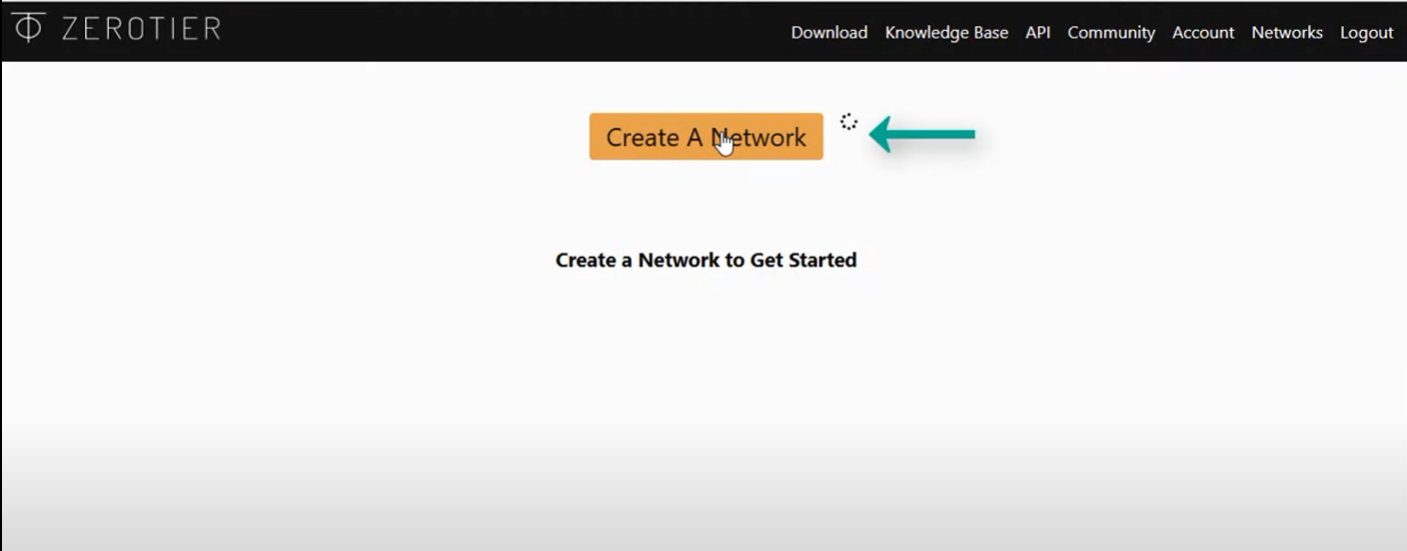 ZEROTIER
Download Knowledge Base API Community Account Networks Logout
Create A Network
Create a Network to Get Started